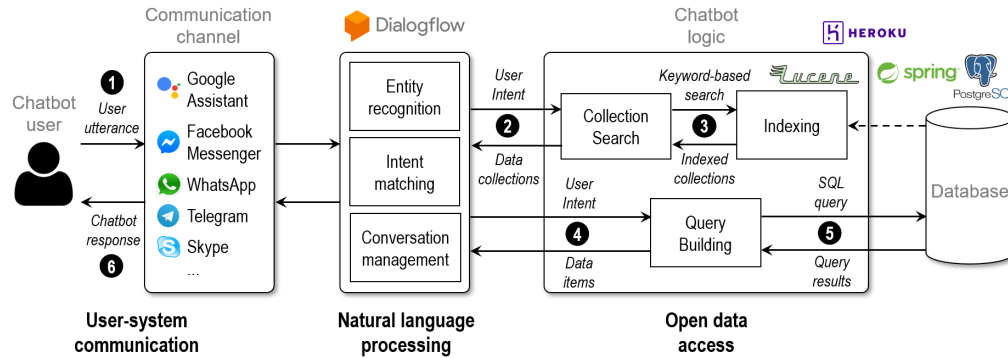 Communication
channel
Dialogflow
Chatbot
logic
HEROKU
Lucene
spring
PostgreSQL
Chatbot
user
1
User
utterance
Chatbot
response
6
Google
Assistant
Facebook
Messenger
WhatsApp
Telegram
Skype
...
Entity
recognition
Intent
matching
Conversation
management
User
Intent
2
Data
collections
User
Intent
4
Data
items
Collection
Search
Keyword-based
search
3
Indexed
collections
Indexing
Query
Building
SQL
query
5
Query
results
Database
User-system
communication
Natural language
processing
Open data
access